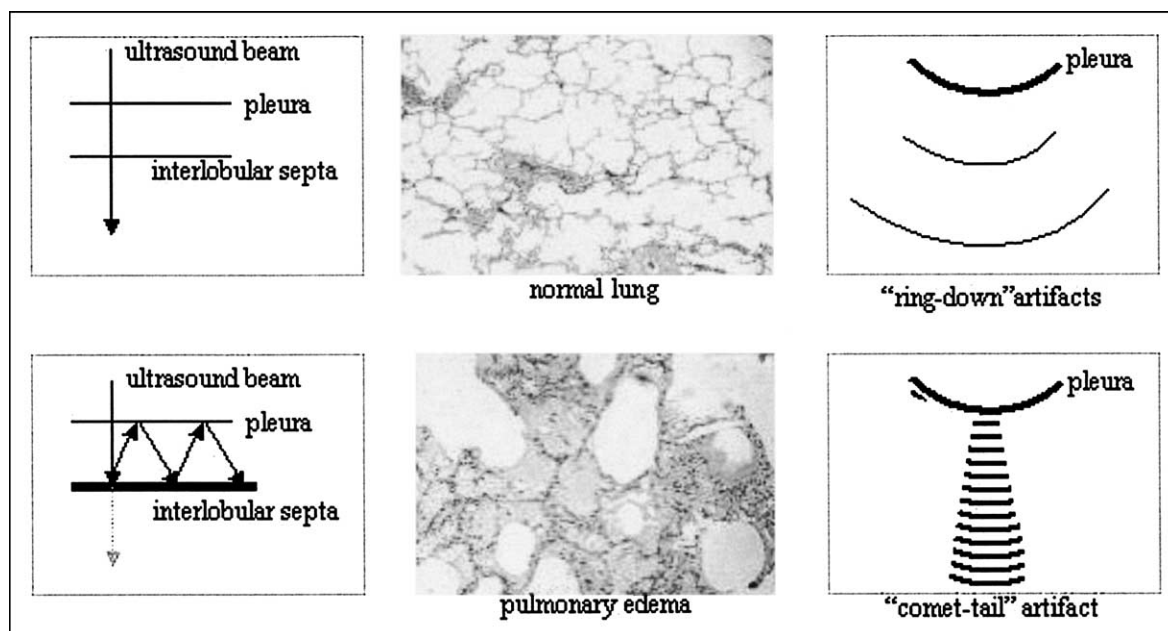 ultrasound beam
pleura
interlobular septa
normal lung
pleura
“ring-down”artifacts
ultrasound beam
pleura
interlobular septa
pulmonary edema
pleura
“comet-tail” artifact